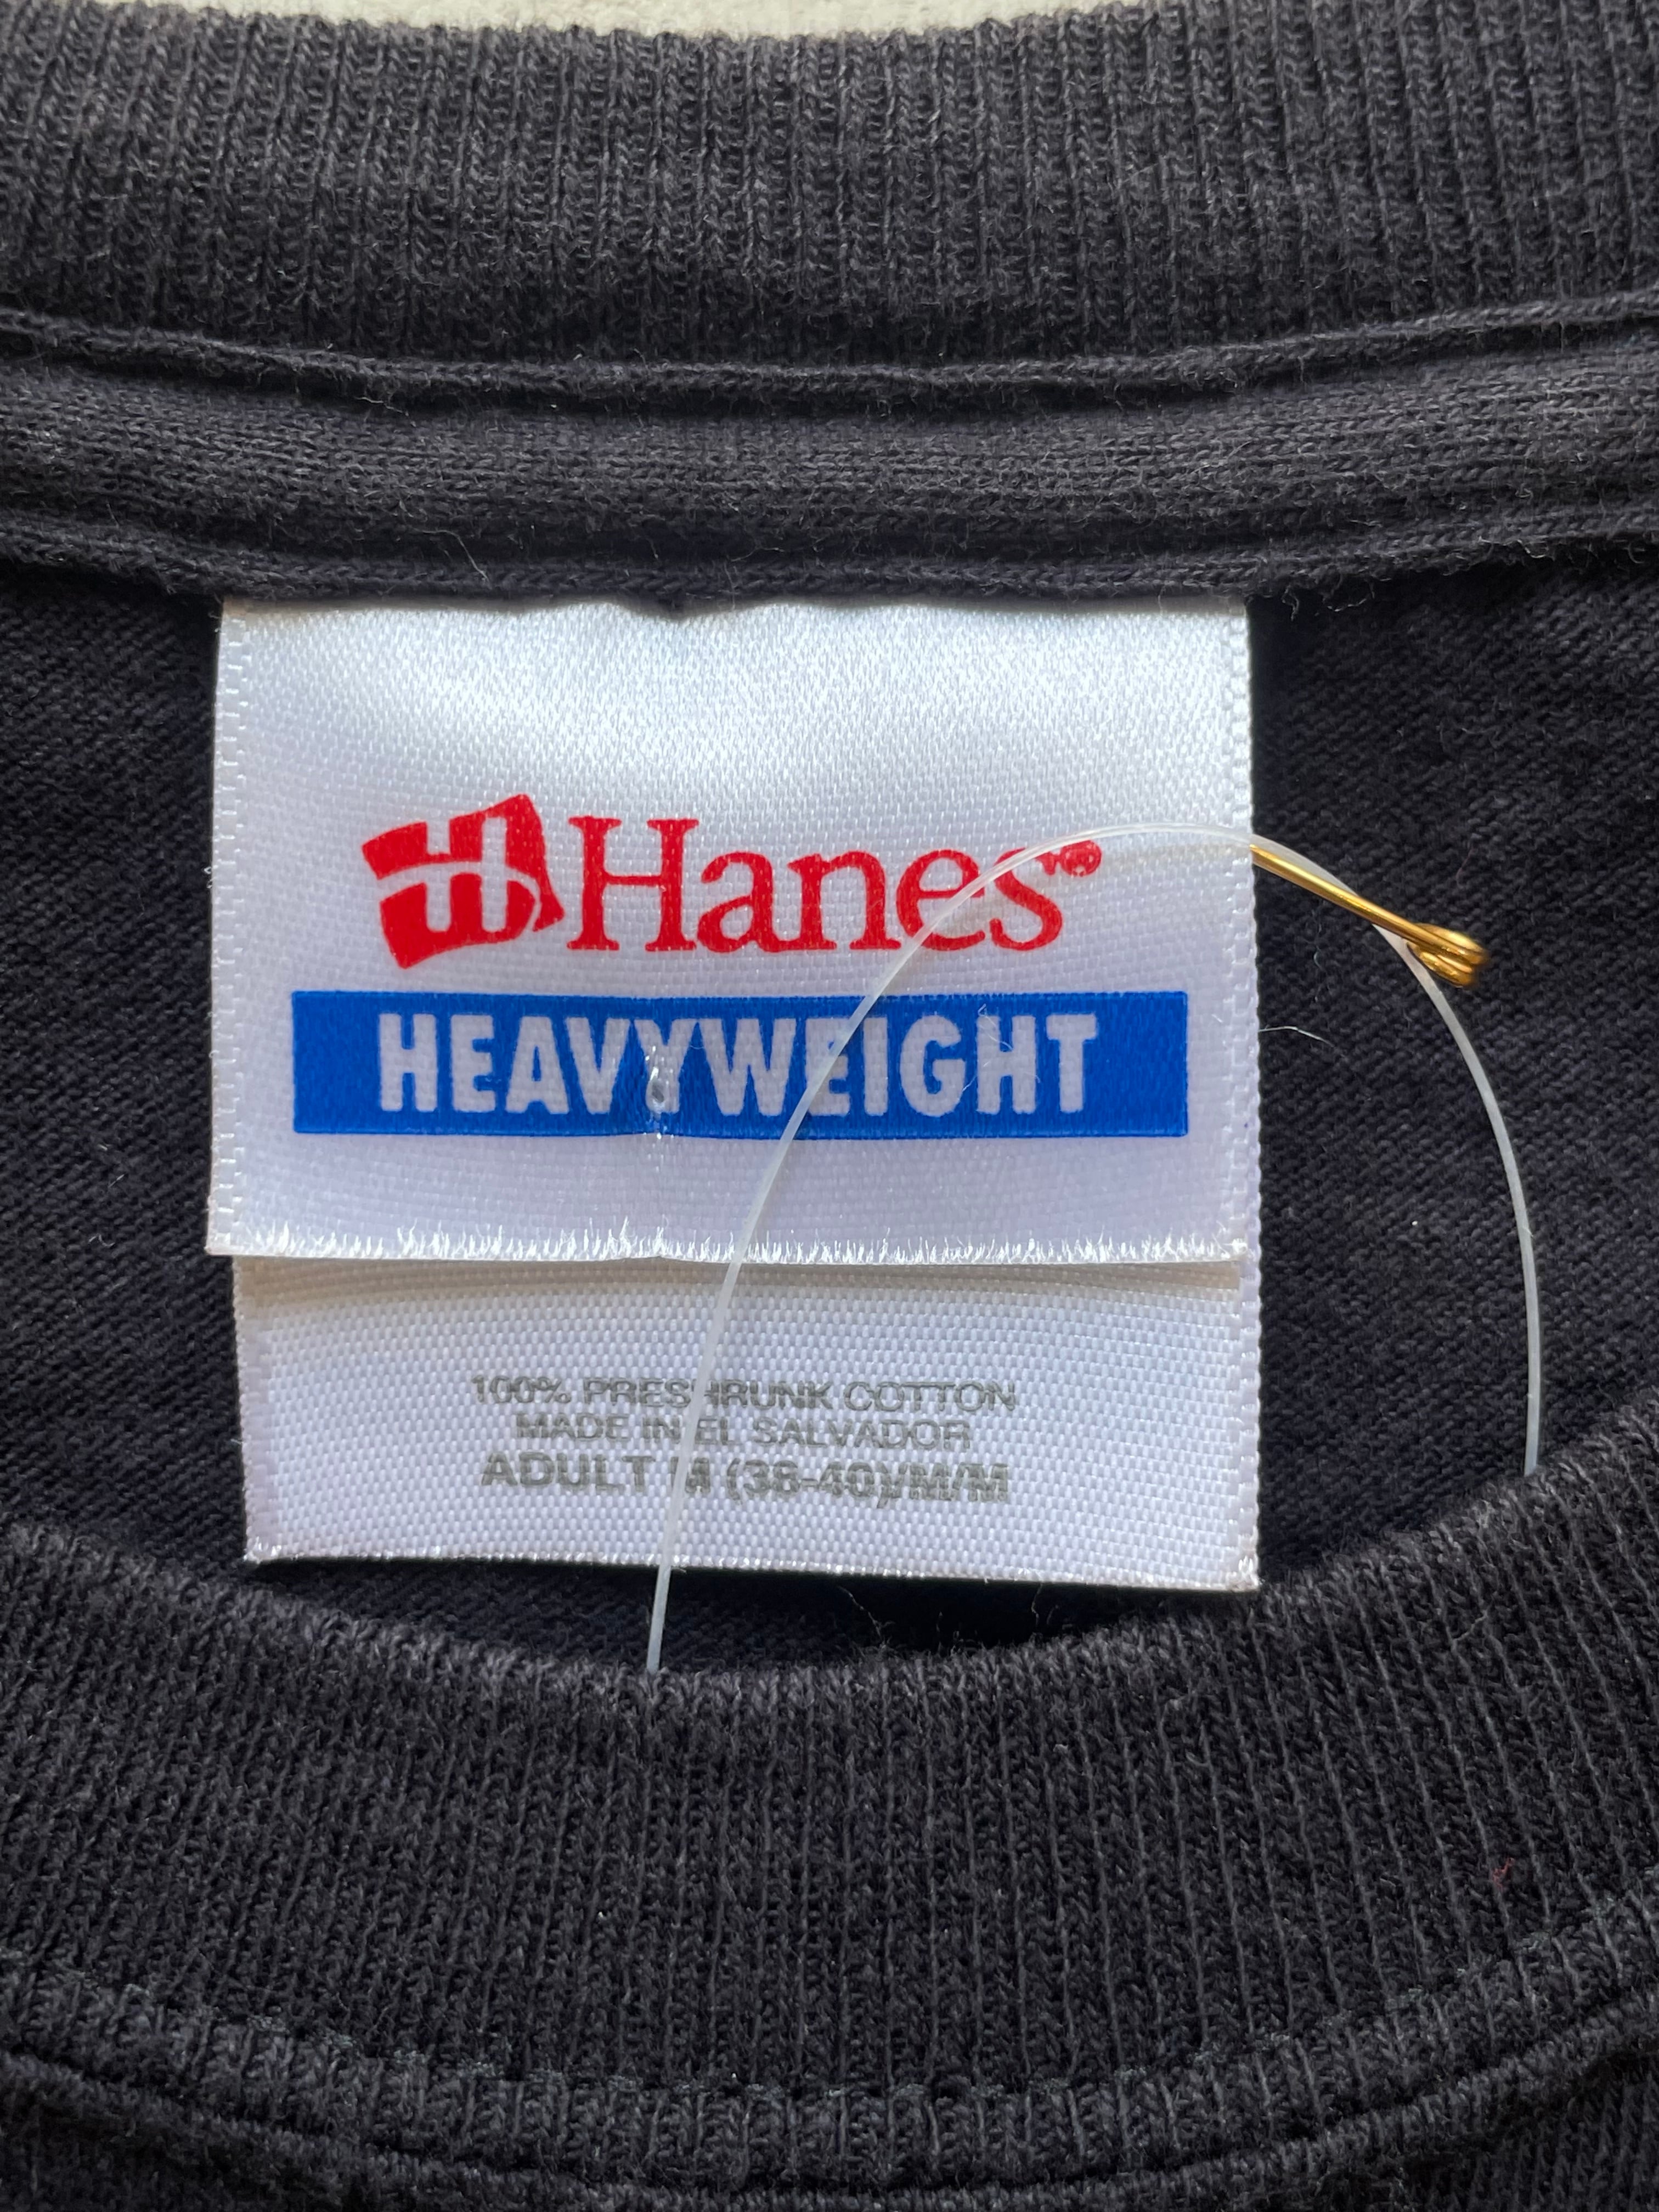 H Hanes®
HEAVYWEIGHT
100% PRESHRUNK COTTON
MADE IN EL SALVADOR
ADULT M (38-40)/M/M